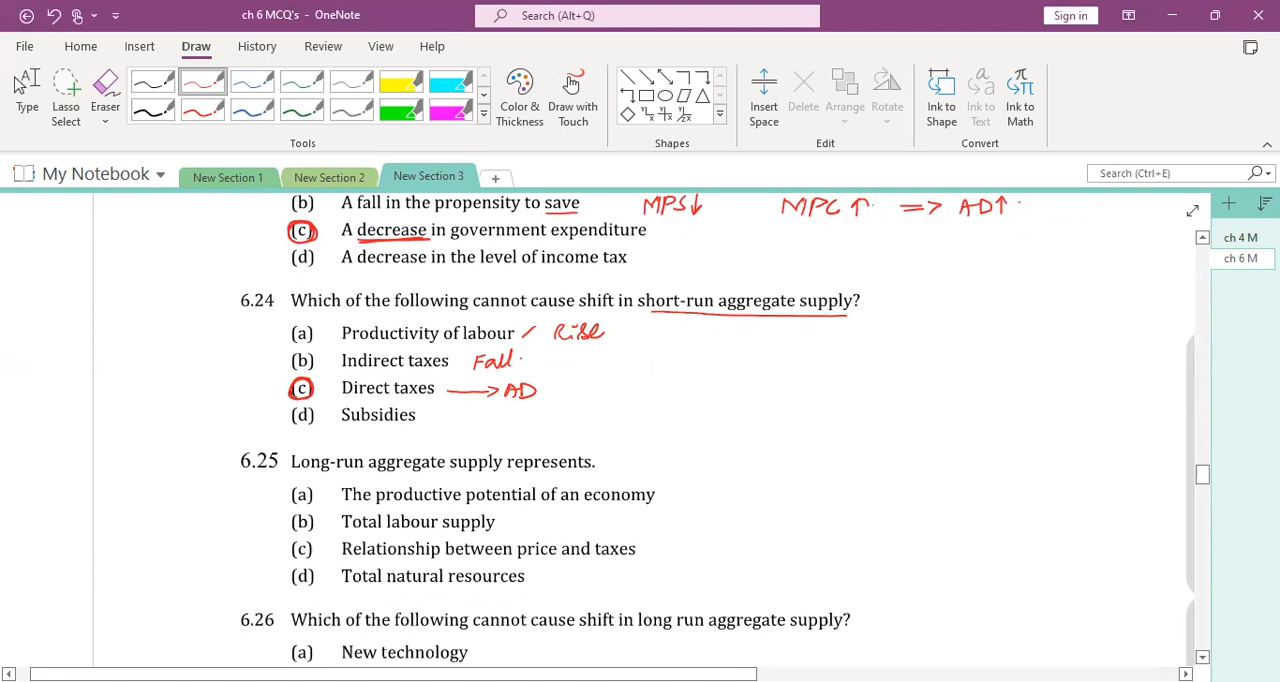 ch 6 MCQ's - OneNote
Search (Alt+Q)
Sign in
File Home Insert Draw History Review View Help
Type Lasso Select Eraser Color & Thickness Draw with Touch Insert Space Delete Arrange Rotate Ink to Shape Ink to Text Ink to Math
Tools Shapes Edit Convert
My Notebook New Section 1 New Section 2 New Section 3 + Search (Ctrl+E)
(b) A fall in the propensity to save MPS↓ MPC↑ => AD↑
(c) A decrease in government expenditure
(d) A decrease in the level of income tax
ch 4 M
ch 6 M
6.24 Which of the following cannot cause shift in short-run aggregate supply?
(a) Productivity of labour / Rise
(b) Indirect taxes Fall
(c) Direct taxes → AD
(d) Subsidies
6.25 Long-run aggregate supply represents.
(a) The productive potential of an economy
(b) Total labour supply
(c) Relationship between price and taxes
(d) Total natural resources
6.26 Which of the following cannot cause shift in long run aggregate supply?
(a) New technology